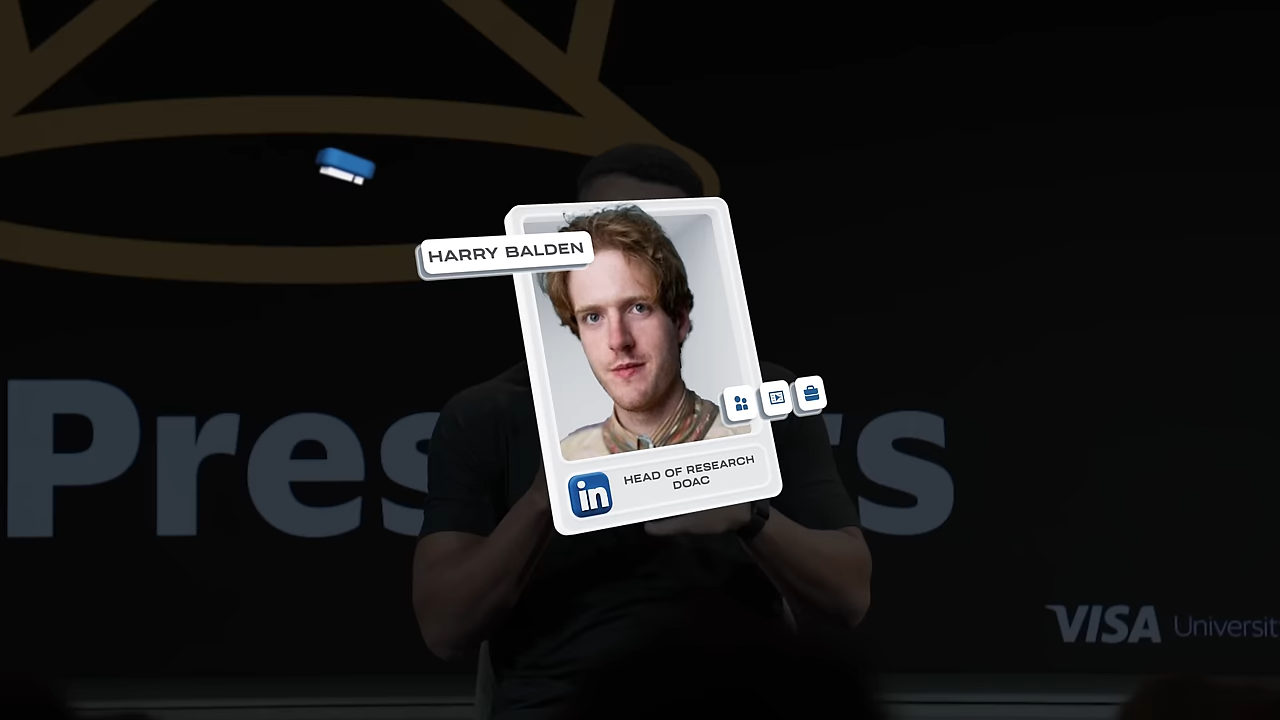 HARRY BALDEN
in
HEAD OF RESEARCH
DOAC
Pres
rs
VISA Universit